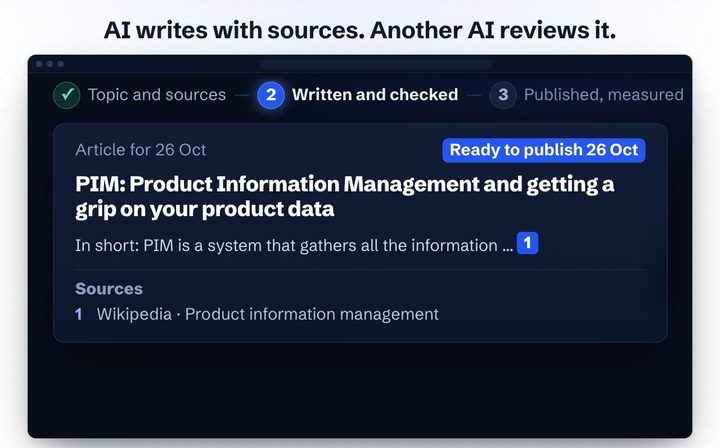 AI writes with sources. Another AI reviews it.
✓ Topic and sources — 2 Written and checked — 3 Published, measured
Article for 26 Oct
Ready to publish 26 Oct
PIM: Product Information Management and getting a
grip on your product data
In short: PIM is a system that gathers all the information ... 1
Sources
1 Wikipedia · Product information management